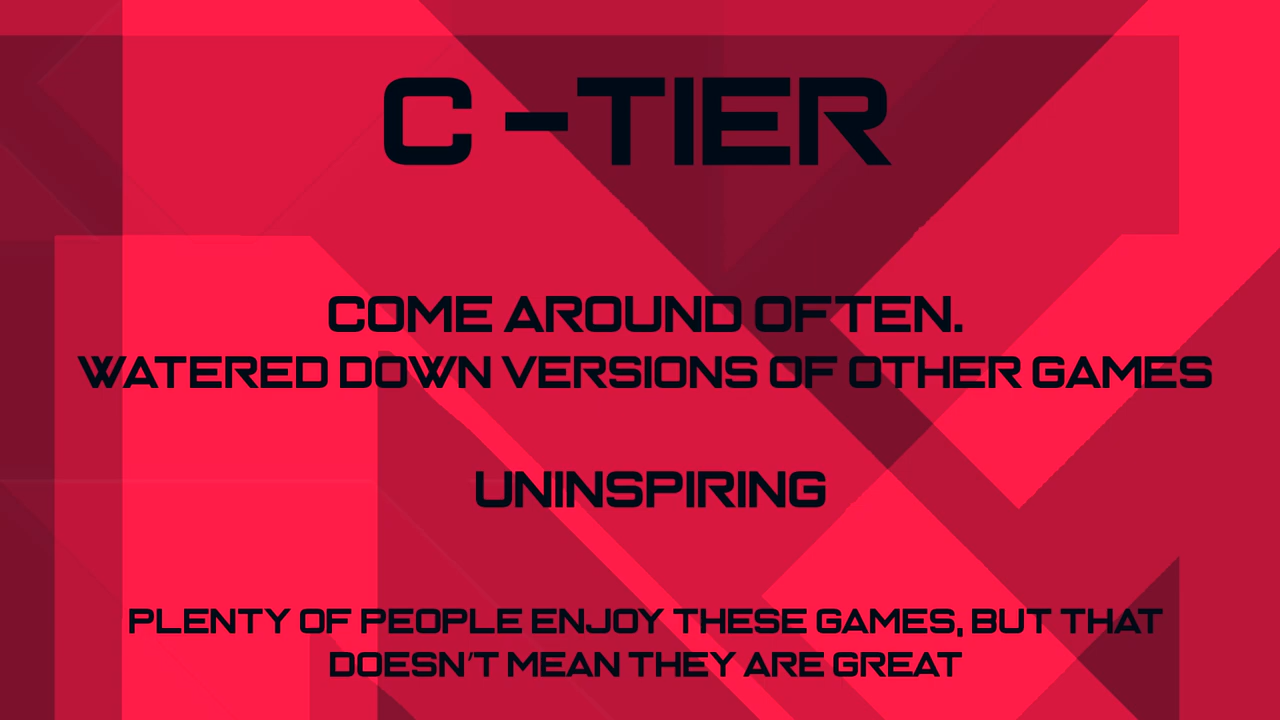 C - TIER
COME AROUND OFTEN.
WATERED DOWN VERSIONS OF OTHER GAMES
UNINSPIRING
PLENTY OF PEOPLE ENJOY THESE GAMES, BUT THAT
DOESN'T MEAN THEY ARE GREAT